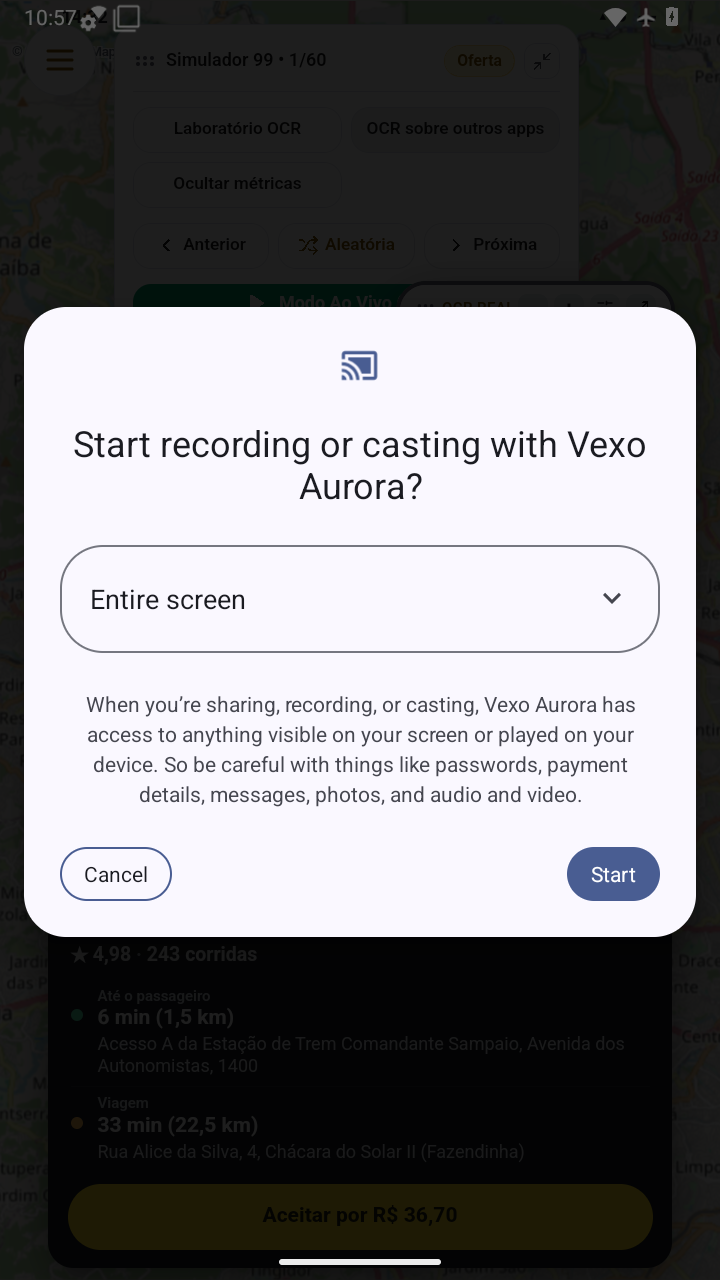 10:57
Simulador 99 • 1/60
Oferta
Laboratório OCR
OCR sobre outros apps
Ocultar métricas
Anterior
Aleatória
Próxima
Modo Ao Vivo
OCR REAL
Start recording or casting with Vexo
Aurora?
Entire screen
When you’re sharing, recording, or casting, Vexo Aurora has
access to anything visible on your screen or played on your
device. So be careful with things like passwords, payment
details, messages, photos, and audio and video.
Cancel
Start
★ 4,98 · 243 corridas
Até o passageiro
6 min (1,5 km)
Acesso A da Estação de Trem Comandante Sampaio, Avenida dos
Autonomistas, 1400
Viagem
33 min (22,5 km)
Rua Alice da Silva, 4, Chácara do Solar II (Fazendinha)
Aceitar por R$ 36,70